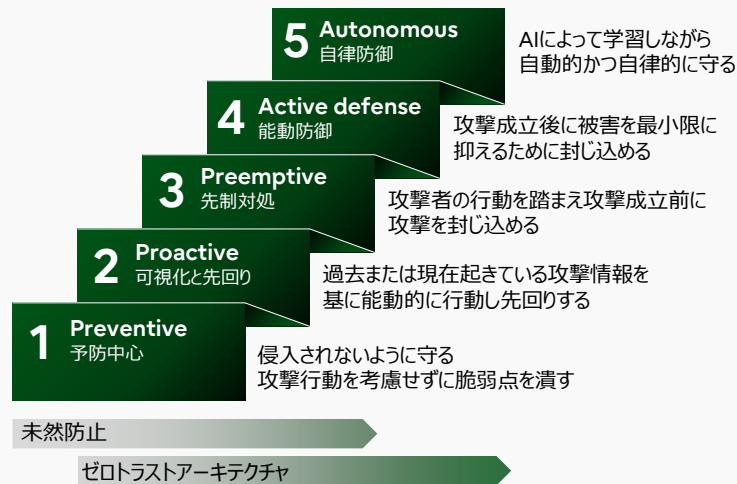 5 Autonomous
自律防御
AIによって学習しながら
自動的かつ自律的に守る
4 Active defense
能動防御
攻撃成立後に被害を最小限に
抑えるために封じ込める
3 Preemptive
先制対処
攻撃者の行動を踏まえ攻撃成立前に
攻撃を封じ込める
2 Proactive
可視化と先回り
過去または現在起きている攻撃情報を
基に能動的に行動し先回りする
1 Preventive
予防中心
侵入されないように守る
攻撃行動を考慮せずに脆弱点を潰す
未然防止
ゼロトラストアーキテクチャ